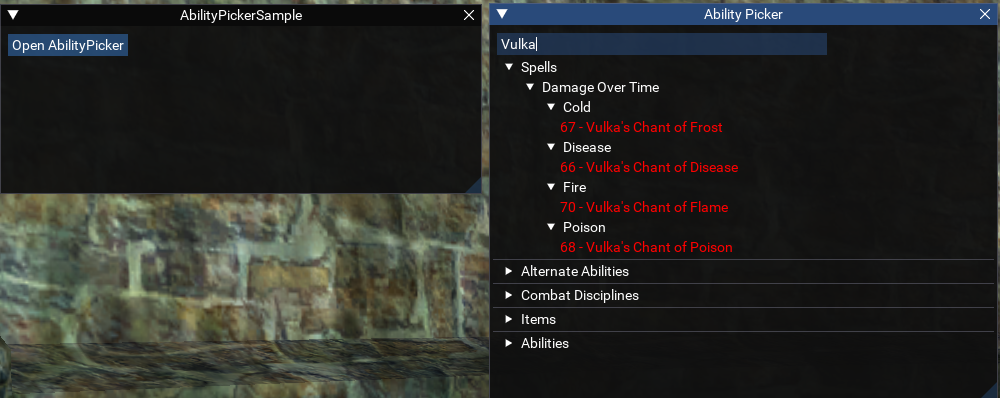 AbilityPickerSample
Open AbilityPicker
Ability Picker
Vulka
Spells
Damage Over Time
Cold
67 - Vulka's Chant of Frost
Disease
66 - Vulka's Chant of Disease
Fire
70 - Vulka's Chant of Flame
Poison
68 - Vulka's Chant of Poison
Alternate Abilities
Combat Disciplines
Items
Abilities